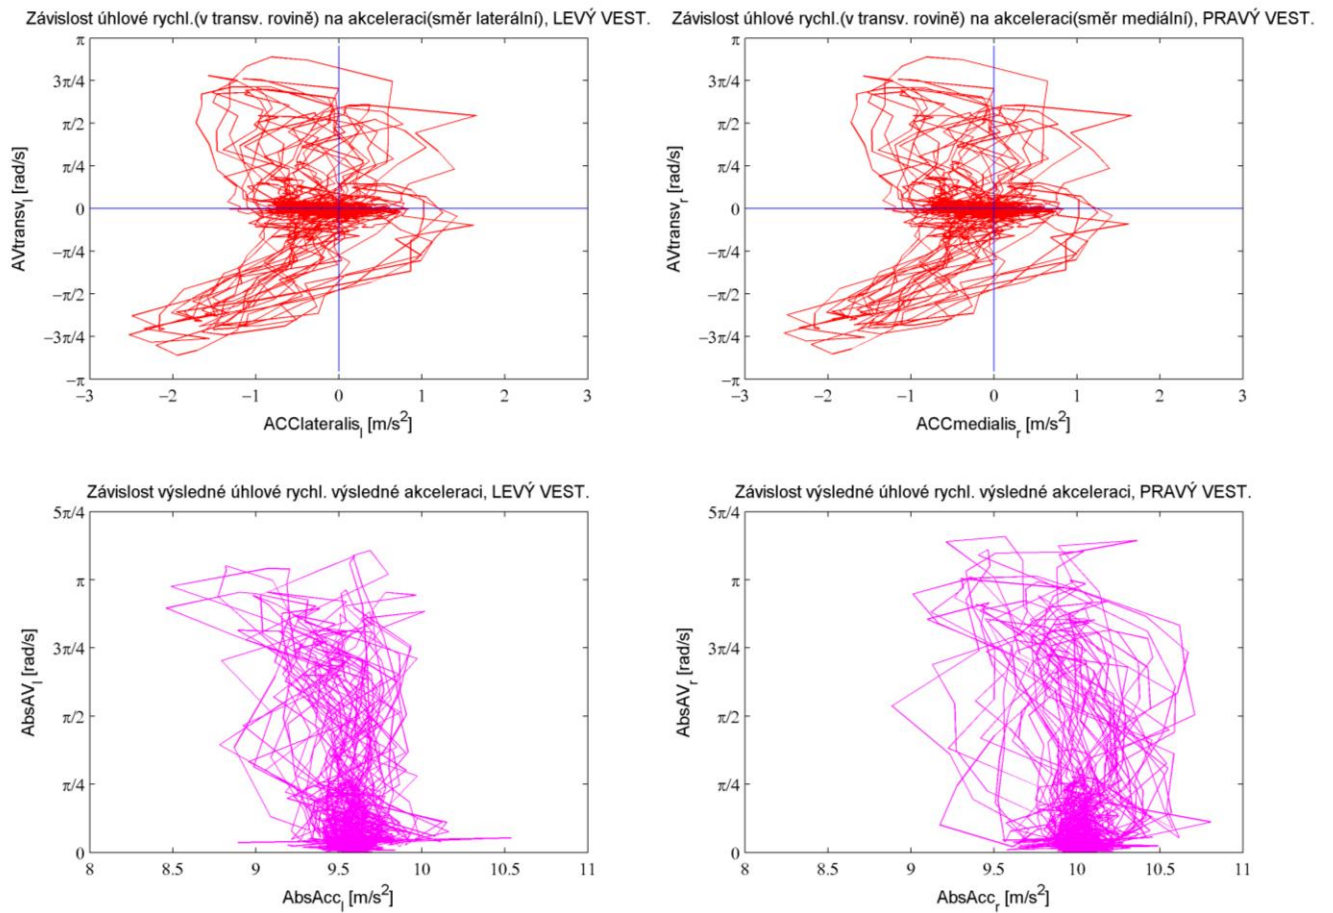 Závislost úhlové rychl.(v transv. rovině) na akceleraci(směr laterální), LEVÝ VEST.
π
3π/4
π/2
π/4
0
−π/4
−π/2
−3π/4
−π
AVtransv_l [rad/s]
−3 −2 −1 0 1 2 3
ACClateralis_l [m/s²]
Závislost úhlové rychl.(v transv. rovině) na akceleraci(směr mediální), PRAVÝ VEST.
π
3π/4
π/2
π/4
0
−π/4
−π/2
−3π/4
−π
AVtransv_r [rad/s]
−3 −2 −1 0 1 2 3
ACCmedialis_r [m/s²]
Závislost výsledné úhlové rychl. výsledné akceleraci, LEVÝ VEST.
5π/4
π
3π/4
π/2
π/4
0
AbsAV_l [rad/s]
8 8.5 9 9.5 10 10.5 11
AbsAcc_l [m/s²]
Závislost výsledné úhlové rychl. výsledné akceleraci, PRAVÝ VEST.
5π/4
π
3π/4
π/2
π/4
0
AbsAV_r [rad/s]
8 8.5 9 9.5 10 10.5 11
AbsAcc_r [m/s²]